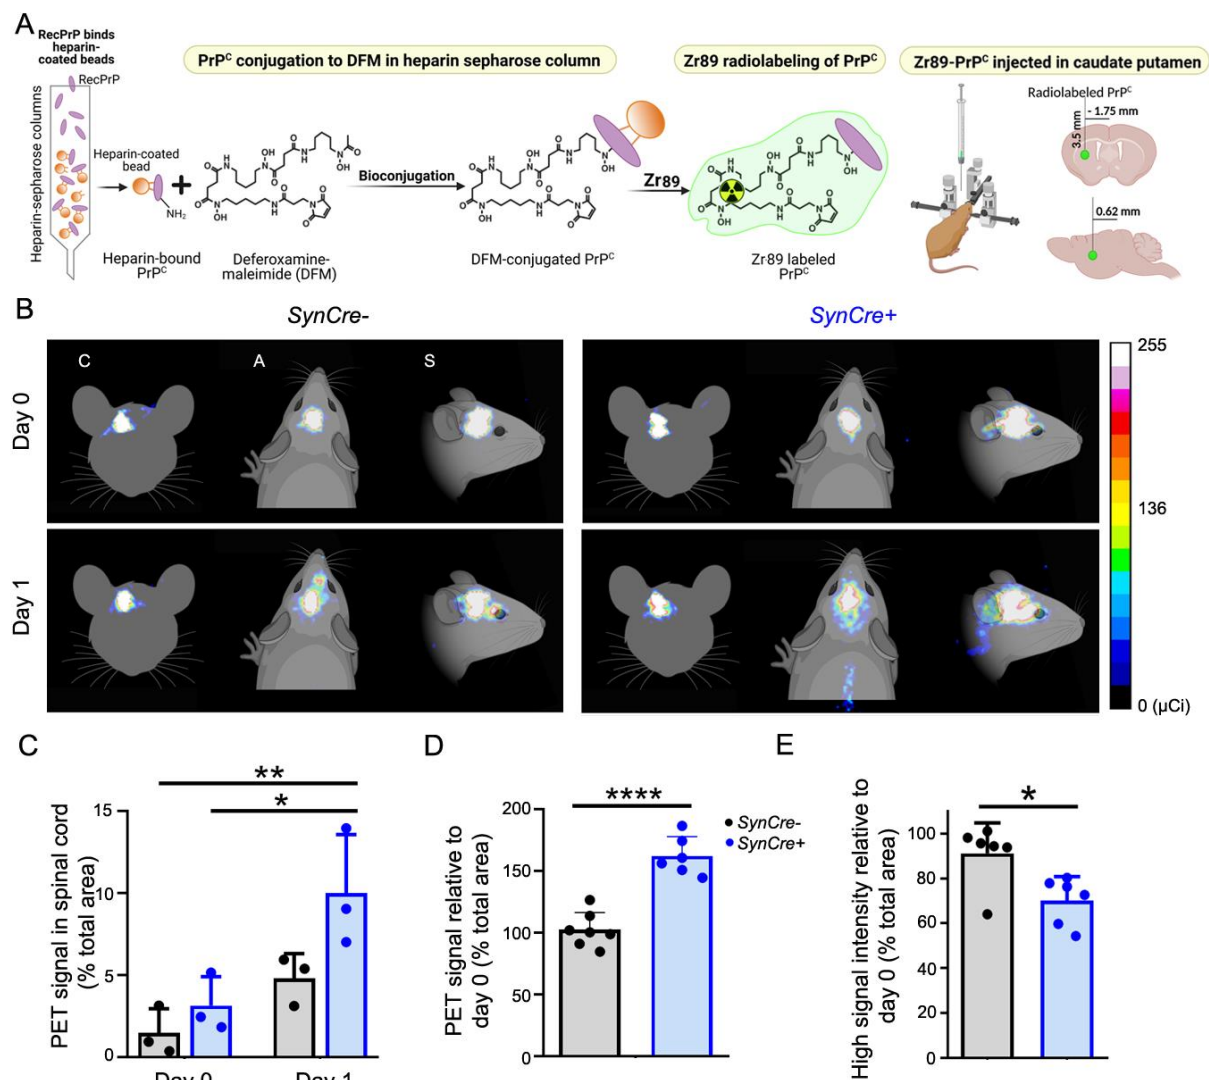 A
RecPrP binds
heparin-
coated beads
RecPrP
Heparin-sepharose columns
PrPᶜ conjugation to DFM in heparin sepharose column
Zr89 radiolabeling of PrPᶜ
Zr89-PrPᶜ injected in caudate putamen
Heparin-coated
bead
NH₂
Heparin-bound
PrPᶜ
+
Deferoxamine-
maleimide (DFM)
Bioconjugation
DFM-conjugated PrPᶜ
Zr89
Zr89 labeled
PrPᶜ
Radiolabeled PrPᶜ
- 1.75 mm
3.5 mm
0.62 mm
B
SynCre-
SynCre+
Day 0
C
A
S
Day 1
255
136
0 (µCi)
C
PET signal in spinal cord
(% total area)
15
10
5
0
**
*
Day 0
Day 1
D
PET signal relative to
day 0 (% total area)
200
150
100
50
0
****
SynCre-
SynCre+
E
High signal intensity relative to
day 0 (% total area)
100
80
60
40
20
0
*